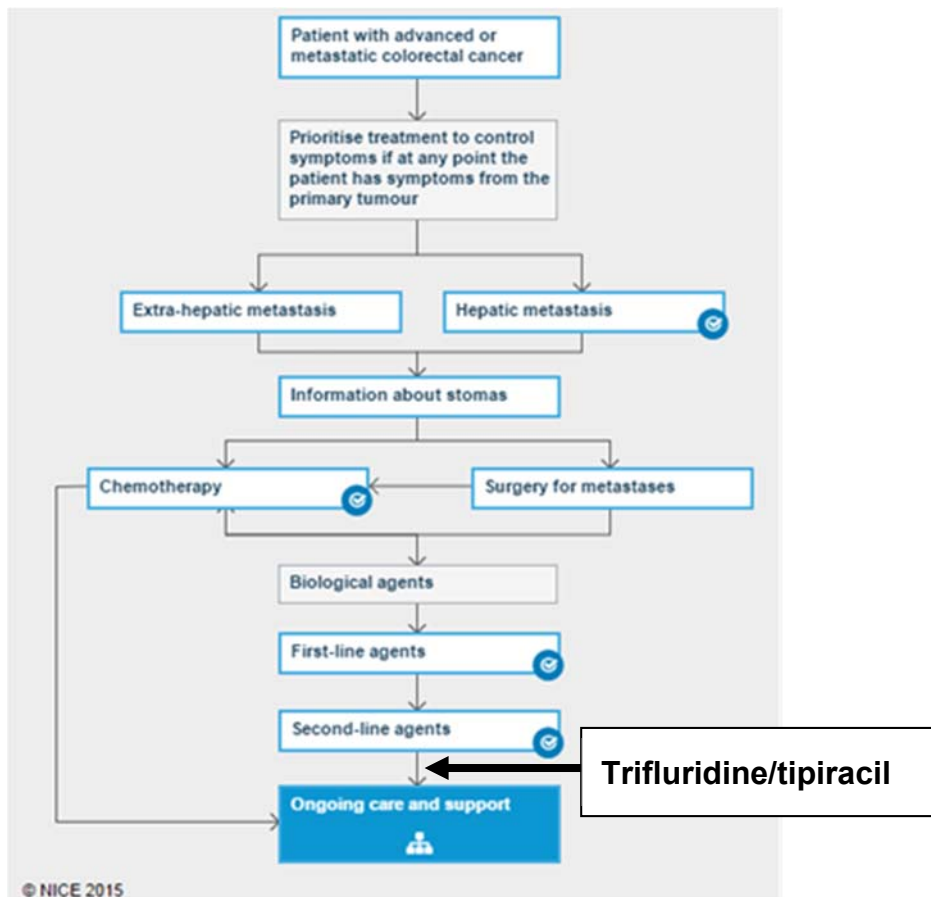 Patient with advanced or
metastatic colorectal cancer
Prioritise treatment to control
symptoms if at any point the
patient has symptoms from the
primary tumour
Extra-hepatic metastasis
Hepatic metastasis
Information about stomas
Chemotherapy
Surgery for metastases
Biological agents
First-line agents
Second-line agents
Trifluridine/tipiracil
Ongoing care and support
© NICE 2015